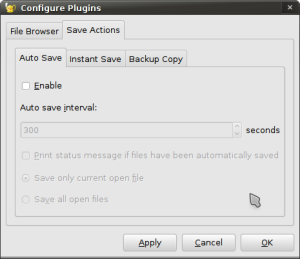 Configure Plugins
File Browser Save Actions
Auto Save Instant Save Backup Copy
Enable
Auto save interval:
300 seconds
Print status message if files have been automatically saved
Save only current open file
Save all open files
Apply Cancel OK